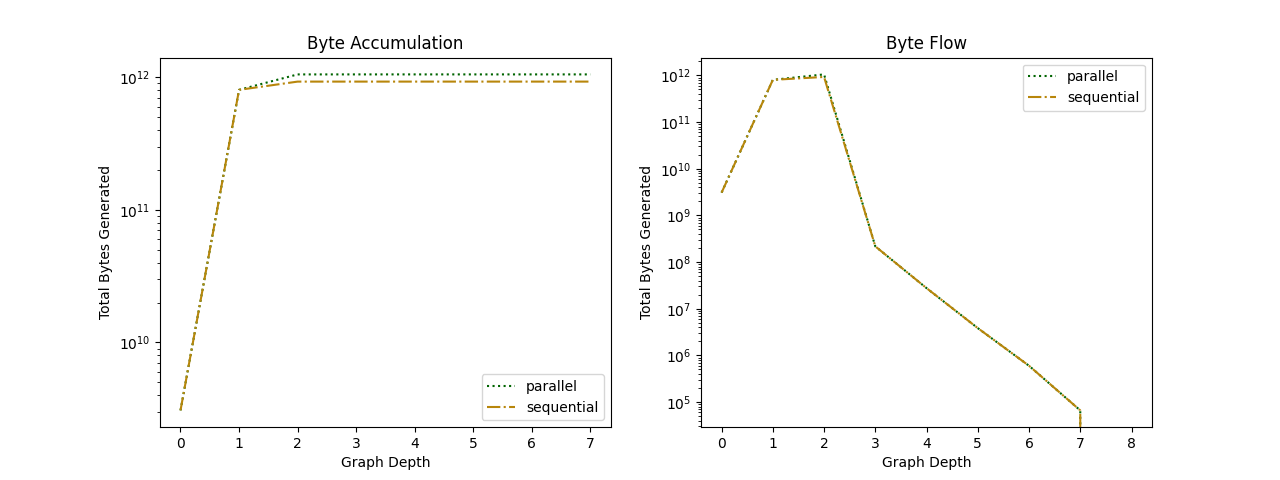 Byte Accumulation
Total Bytes Generated
10¹²
10¹¹
10¹⁰
parallel
sequential
0 1 2 3 4 5 6 7
Graph Depth
Byte Flow
Total Bytes Generated
10¹²
10¹¹
10¹⁰
10⁹
10⁸
10⁷
10⁶
10⁵
parallel
sequential
0 1 2 3 4 5 6 7 8
Graph Depth